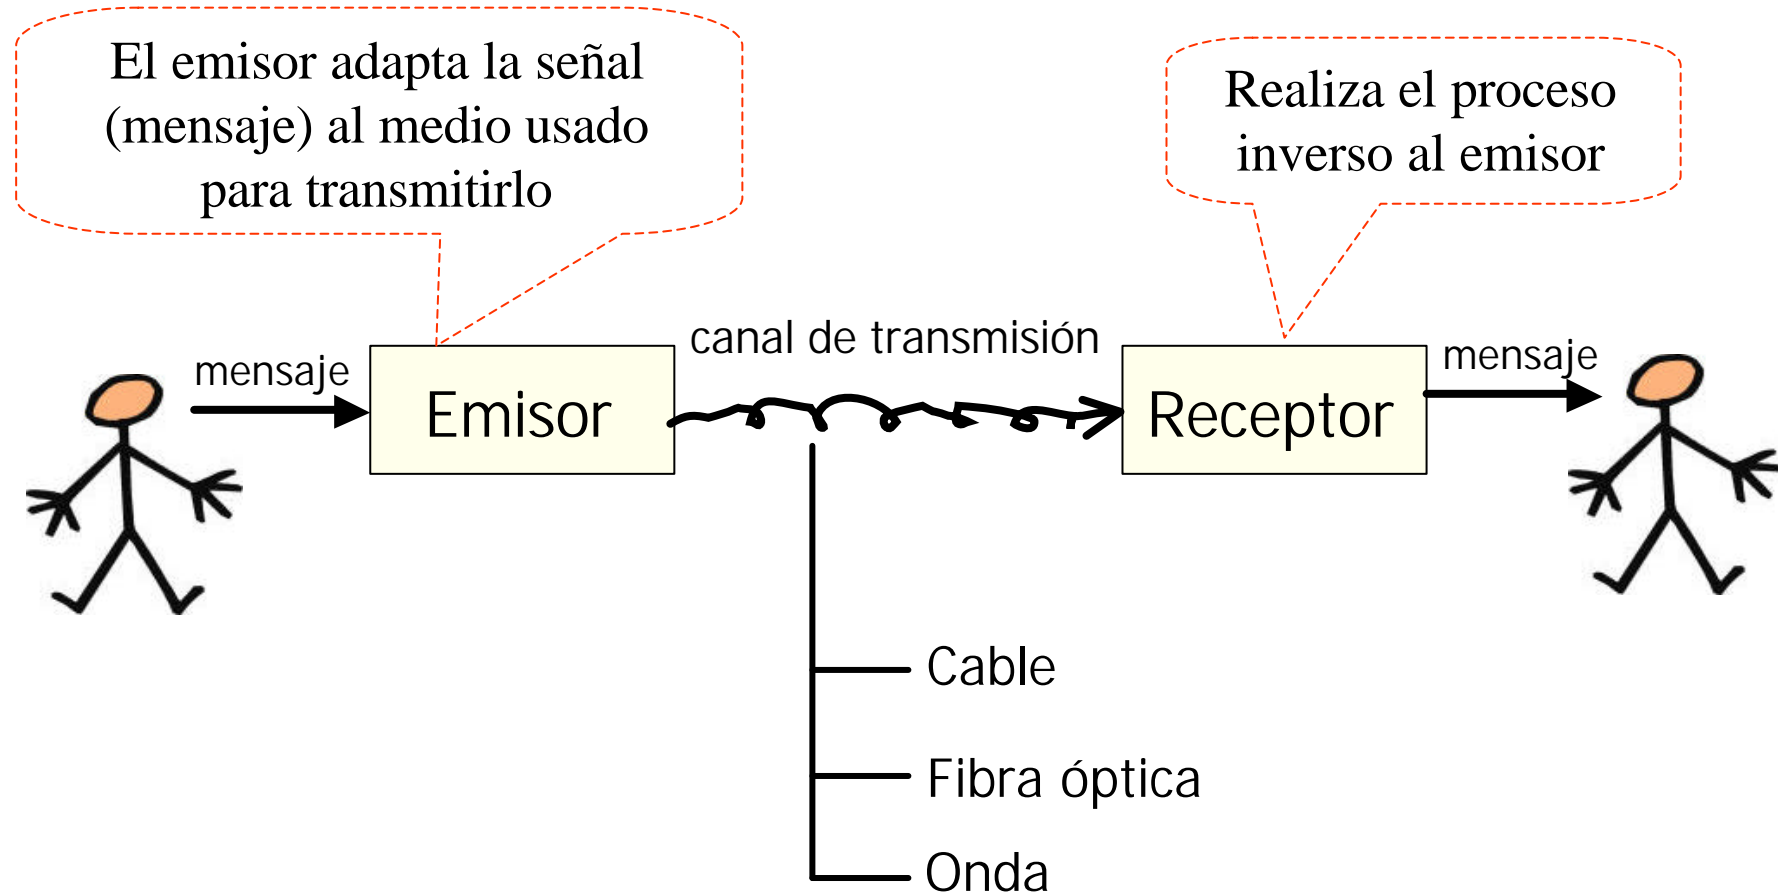 El emisor adapta la señal
(mensaje) al medio usado
para transmitirlo
Realiza el proceso
inverso al emisor
mensaje
Emisor
canal de transmisión
Receptor
mensaje
Cable
Fibra óptica
Onda